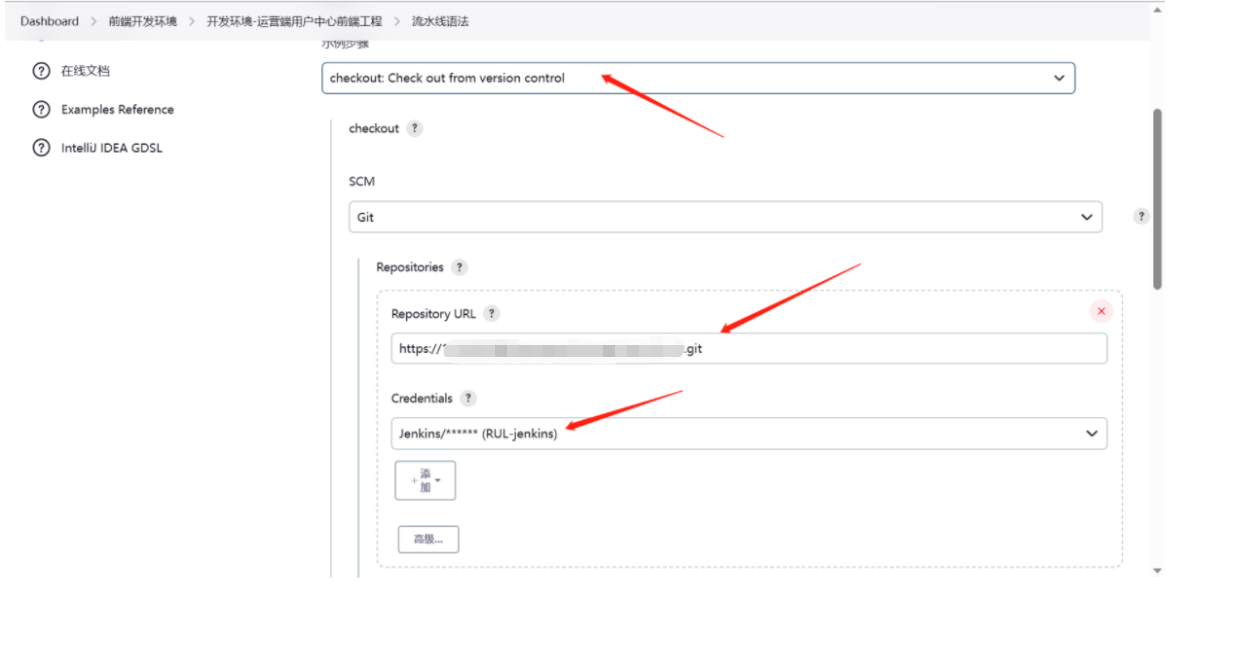 Dashboard > 前端开发环境 > 开发环境-运营端用户中心前端工程 > 流水线语法
示例步骤
? 在线文档
checkout: Check out from version control
? Examples Reference
checkout ?
? IntelliJ IDEA GDSL
SCM
Git
?
Repositories ?
Repository URL ?
×
https:// .git
Credentials ?
Jenkins/****** (RUL-jenkins)
+ 添
加
高级...